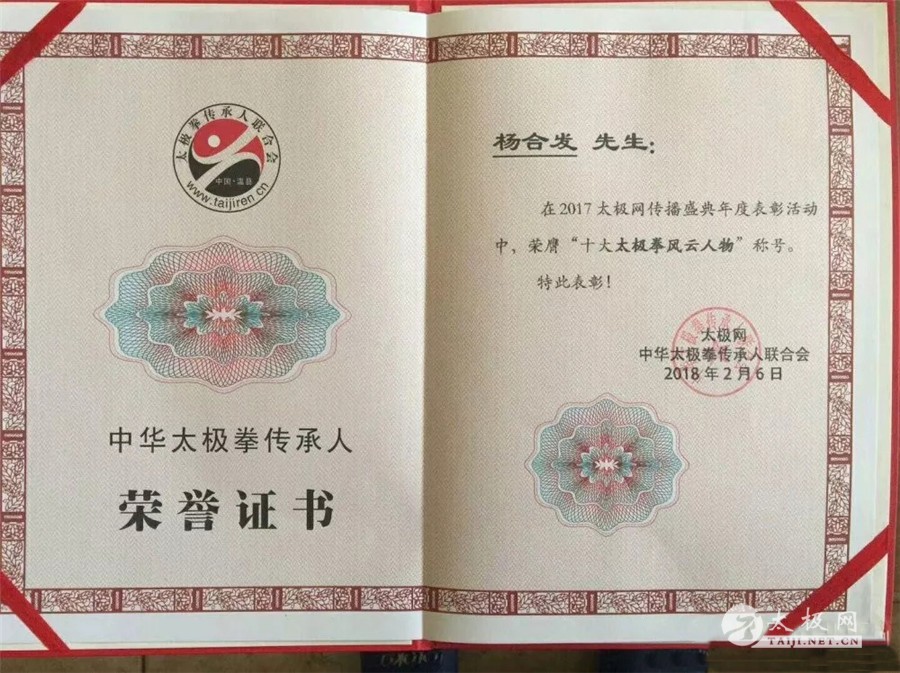 太极拳传承人联合会
中国·温县
www.taijiren.cn
中华太极拳传承人
荣誉证书
杨合发 先生：
在2017太极网传播盛典年度表彰活动
中，荣膺“十大太极拳风云人物”称号。
特此表彰！
太极网
中华太极拳传承人联合会
2018年2月6日
太极网
TAIJI.NET.CN